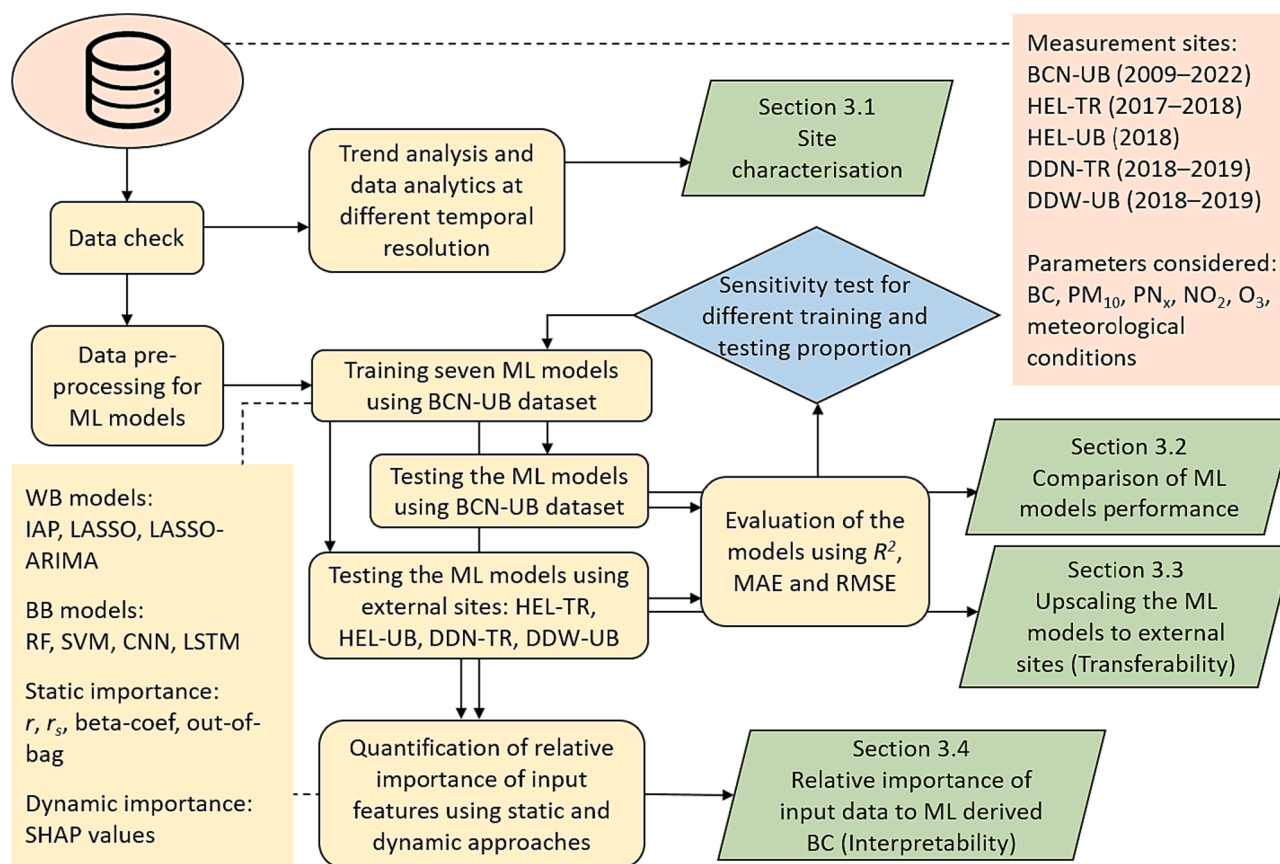 Measurement sites:
BCN-UB (2009–2022)
HEL-TR (2017–2018)
HEL-UB (2018)
DDN-TR (2018–2019)
DDW-UB (2018–2019)
Parameters considered:
BC, PM₁₀, PNₓ, NO₂, O₃,
meteorological
conditions
Section 3.1
Site
characterisation
Trend analysis and
data analytics at
different temporal
resolution
Data check
Sensitivity test for
different training and
testing proportion
Data pre-
processing for
ML models
Training seven ML models
using BCN-UB dataset
Testing the ML models
using BCN-UB dataset
Section 3.2
Comparison of ML
models performance
Evaluation of the
models using R²,
MAE and RMSE
Testing the ML models using
external sites: HEL-TR,
HEL-UB, DDN-TR, DDW-UB
Section 3.3
Upscaling the ML
models to external
sites (Transferability)
WB models:
IAP, LASSO, LASSO-
ARIMA
BB models:
RF, SVM, CNN, LSTM
Static importance:
r, rₛ, beta-coef, out-of-
bag
Dynamic importance:
SHAP values
Quantification of relative
importance of input
features using static and
dynamic approaches
Section 3.4
Relative importance of
input data to ML derived
BC (Interpretability)